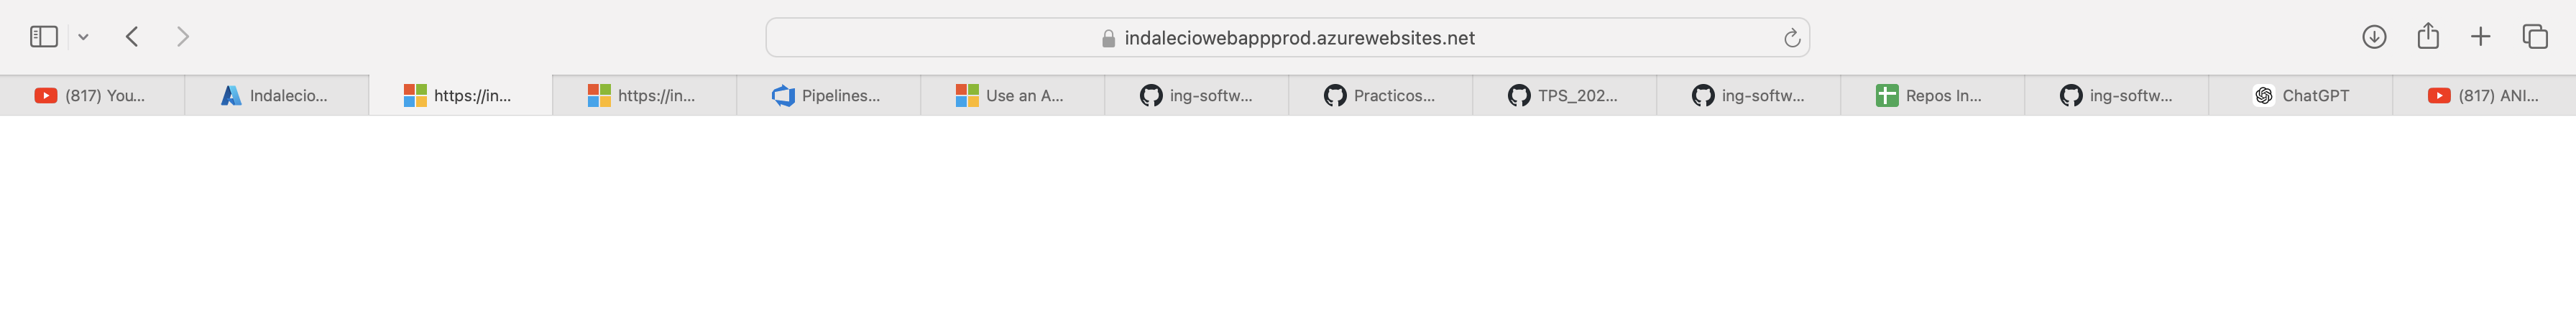 indaleciowebappprod.azurewebsites.net
(817) You...
Indalecio...
https://in...
https://in...
Pipelines...
Use an A...
ing-softw...
Practicos...
TPS_202...
ing-softw...
Repos In...
ing-softw...
ChatGPT
(817) ANI...